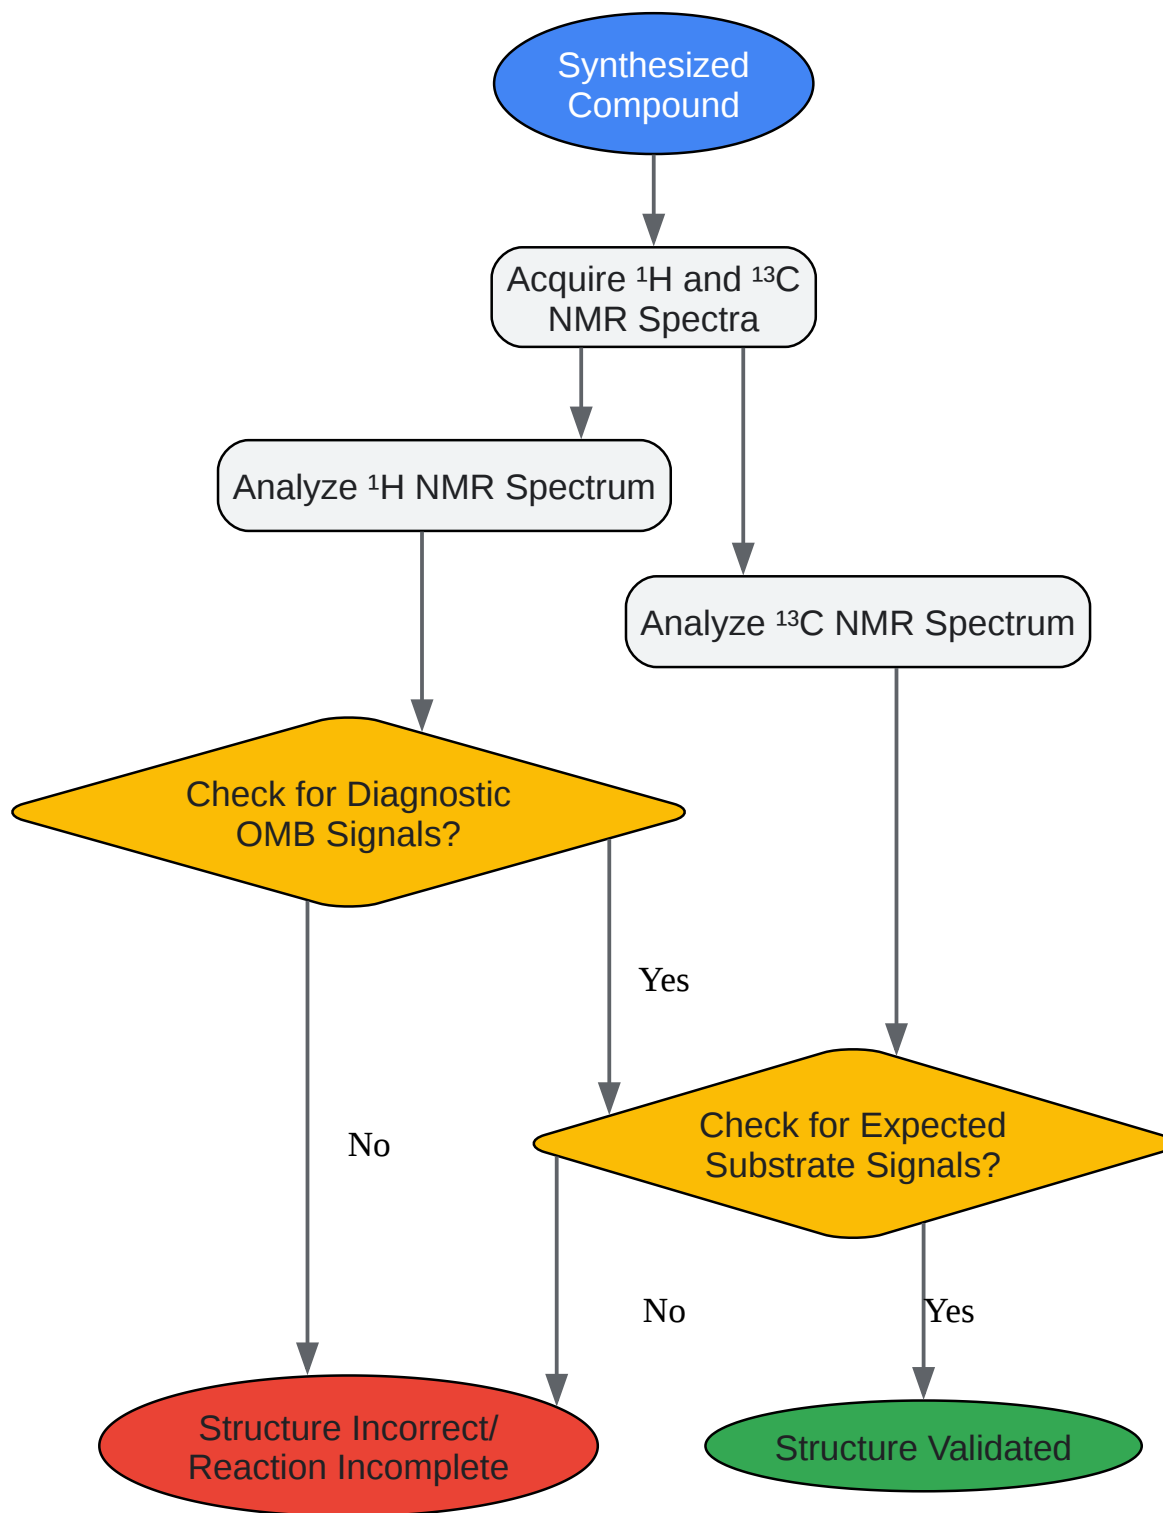 Synthesized
Compound
Acquire ¹H and ¹³C
NMR Spectra
Analyze ¹H NMR Spectrum
Analyze ¹³C NMR Spectrum
Check for Diagnostic
OMB Signals?
Yes
No
Check for Expected
Substrate Signals?
No
Yes
Structure Incorrect/
Reaction Incomplete
Structure Validated